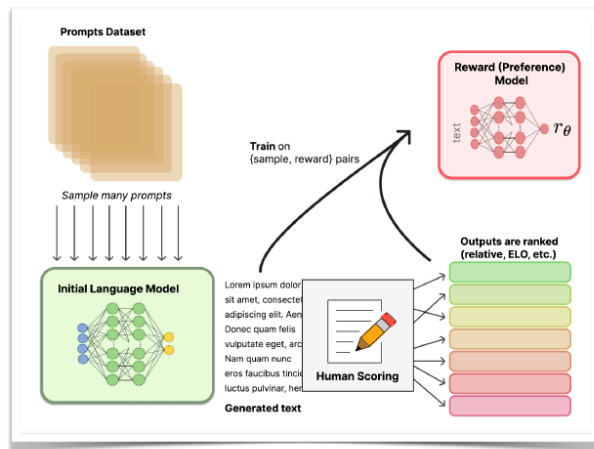 Prompts Dataset
Sample many prompts
Initial Language Model
Train on
{sample, reward} pairs
Reward (Preference)
Model
text
rθ
Lorem ipsum dolor
sit amet, consectet
adipiscing elit. Aen
Donec quam felis
vulputate eget, arc
Nam quam nunc
eros faucibus tincid
luctus pulvinar, her
Generated text
Human Scoring
Outputs are ranked
(relative, ELO, etc.)